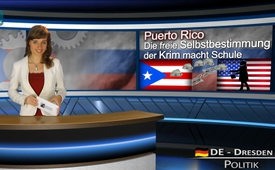 Puerto Rico
Die freie Selbstbestimmung
der Krim macht Schule
DE - DRESDEN
POLITIK